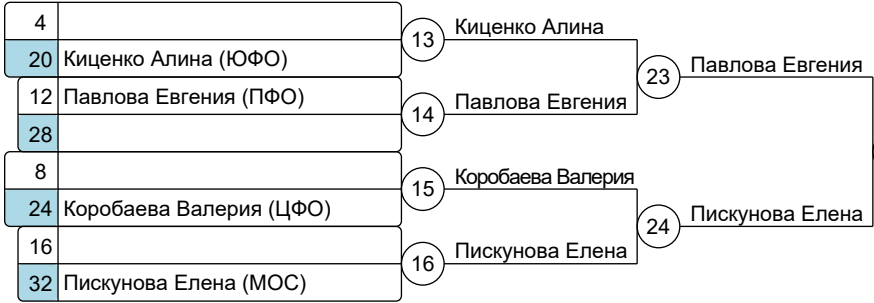 4
20 Киценко Алина (ЮФО)
12 Павлова Евгения (ПФО)
28
8
24 Коробаева Валерия (ЦФО)
16
32 Пискунова Елена (МОС)
13 Киценко Алина
14 Павлова Евгения
15 Коробаева Валерия
16 Пискунова Елена
23 Павлова Евгения
24 Пискунова Елена